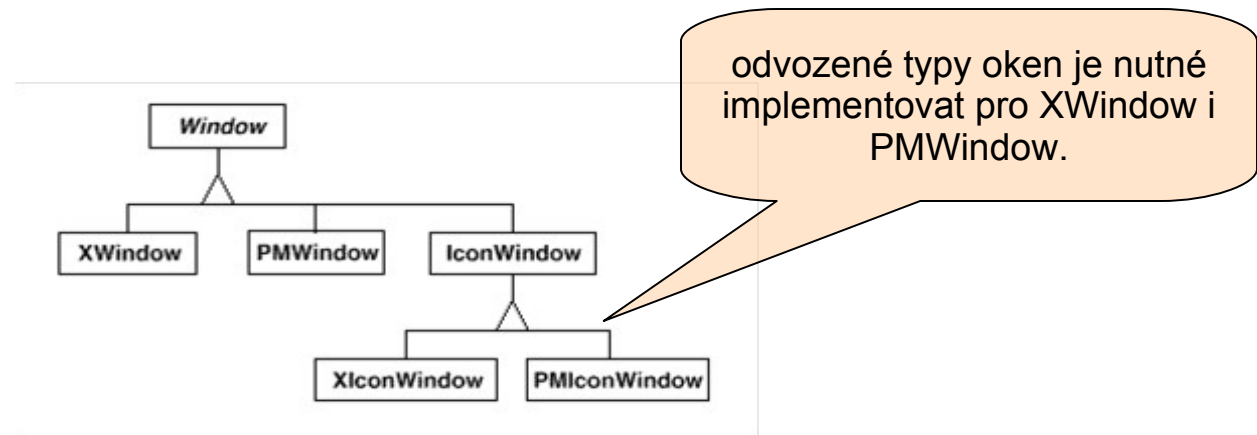 odvozené typy oken je nutné
implementovat pro XWindow i
PMWindow.
Window
XWindow
PMWindow
IconWindow
XIconWindow
PMIconWindow